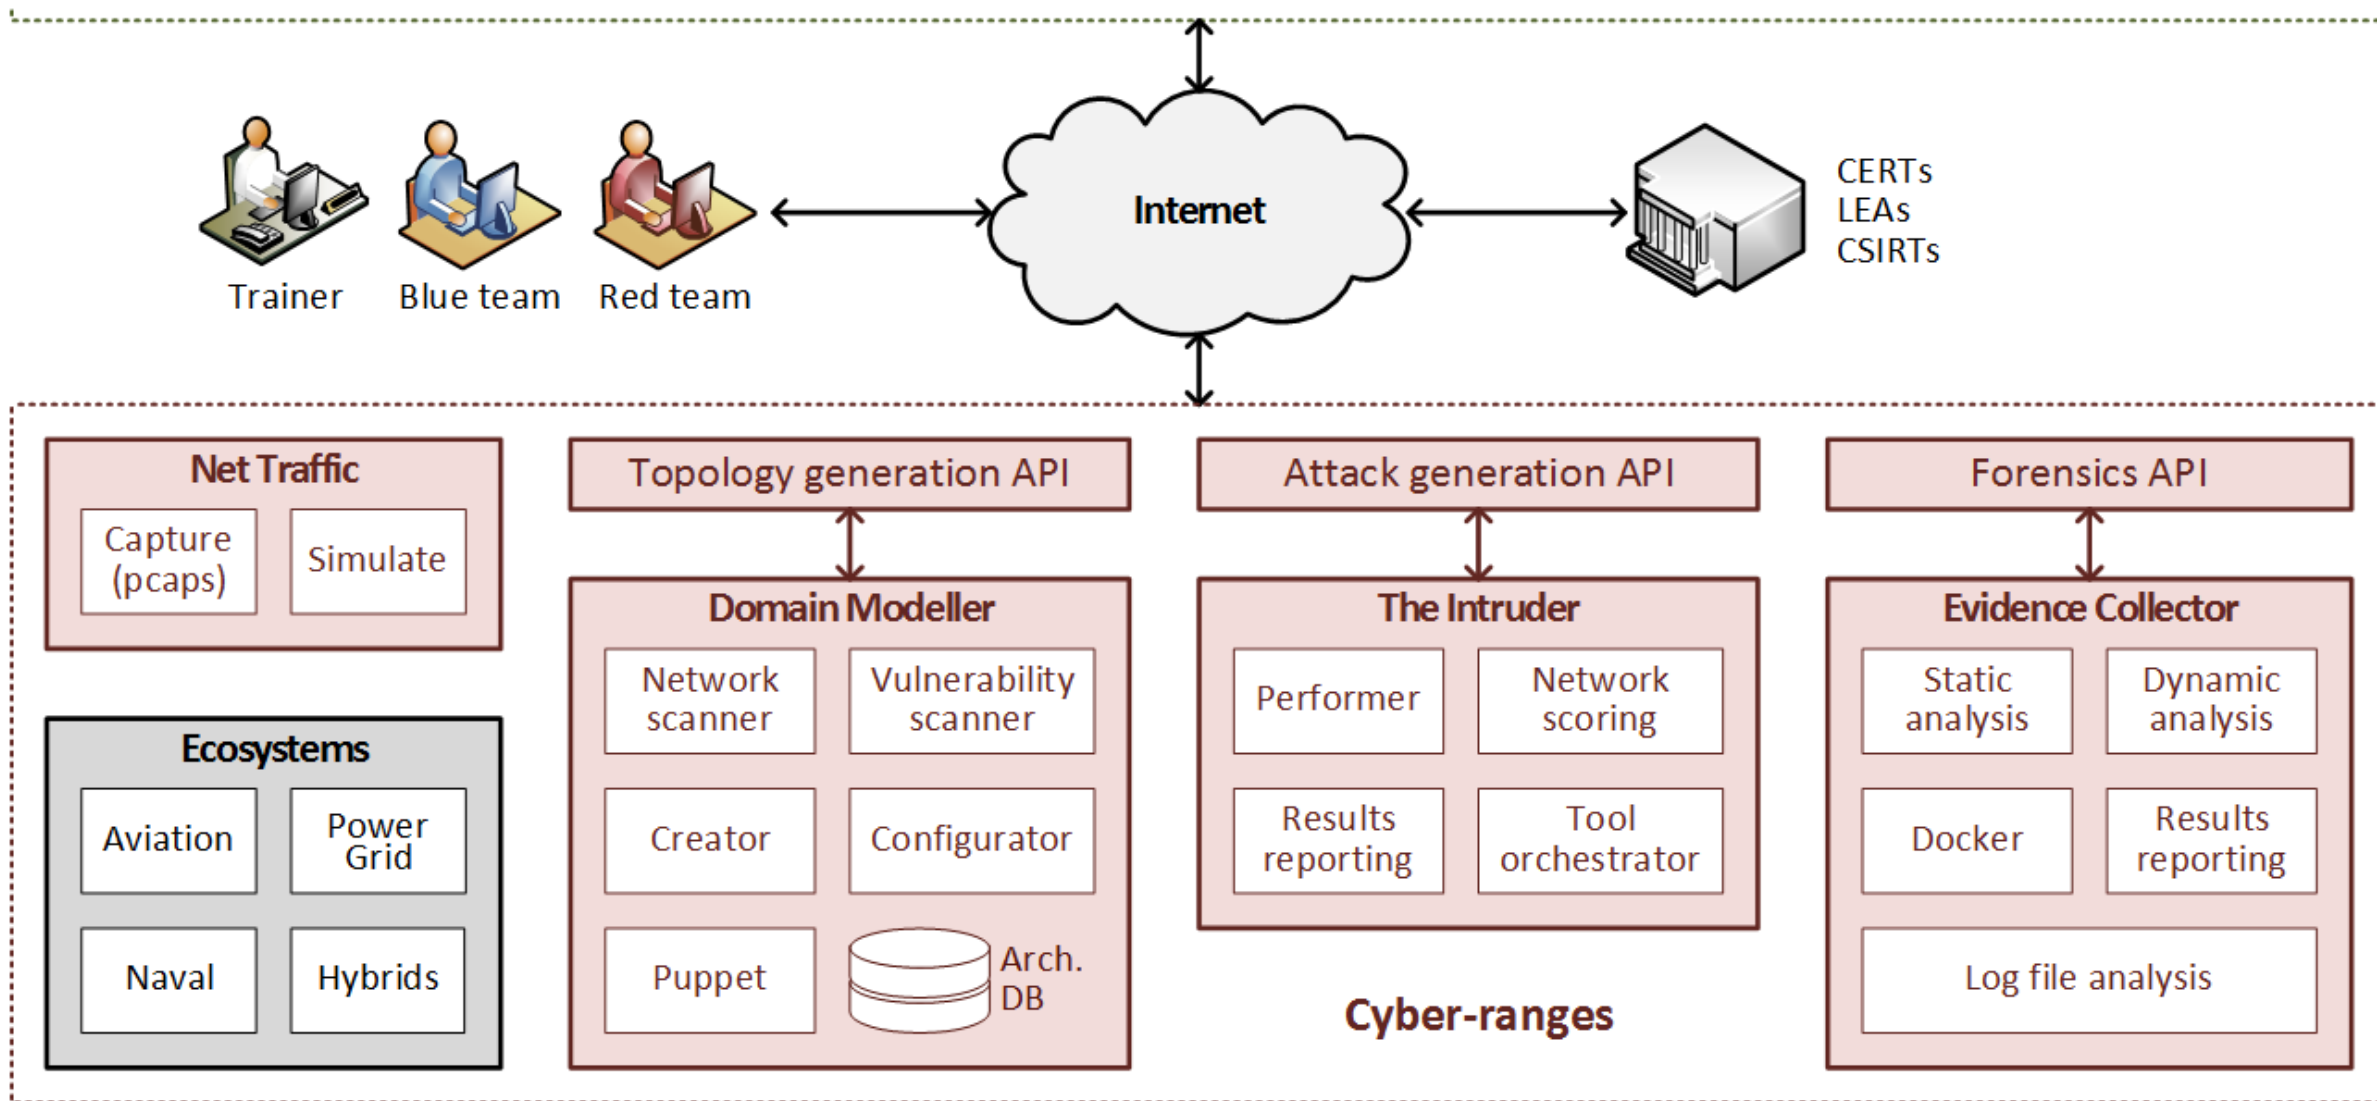 Internet
CERTs
LEAs
CSIRTs
Trainer
Blue team
Red team
Net Traffic
Capture
(pcaps)
Simulate
Ecosystems
Aviation
Power
Grid
Naval
Hybrids
Topology generation API
Domain Modeller
Network
scanner
Vulnerability
scanner
Creator
Configurator
Puppet
Arch.
DB
Attack generation API
The Intruder
Performer
Network
scoring
Results
reporting
Tool
orchestrator
Cyber-ranges
Forensics API
Evidence Collector
Static
analysis
Dynamic
analysis
Docker
Results
reporting
Log file analysis